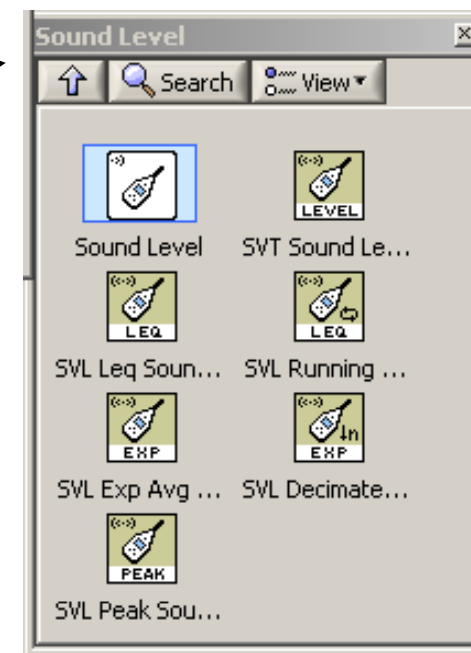 Sound Level
Search View
LEVEL
Sound Level SVT Sound Le...
LEQ LEQ
SVL Leq Soun... SVL Running ...
EXP ↓n EXP
SVL Exp Avg ... SVL Decimate...
PEAK
SVL Peak Sou...